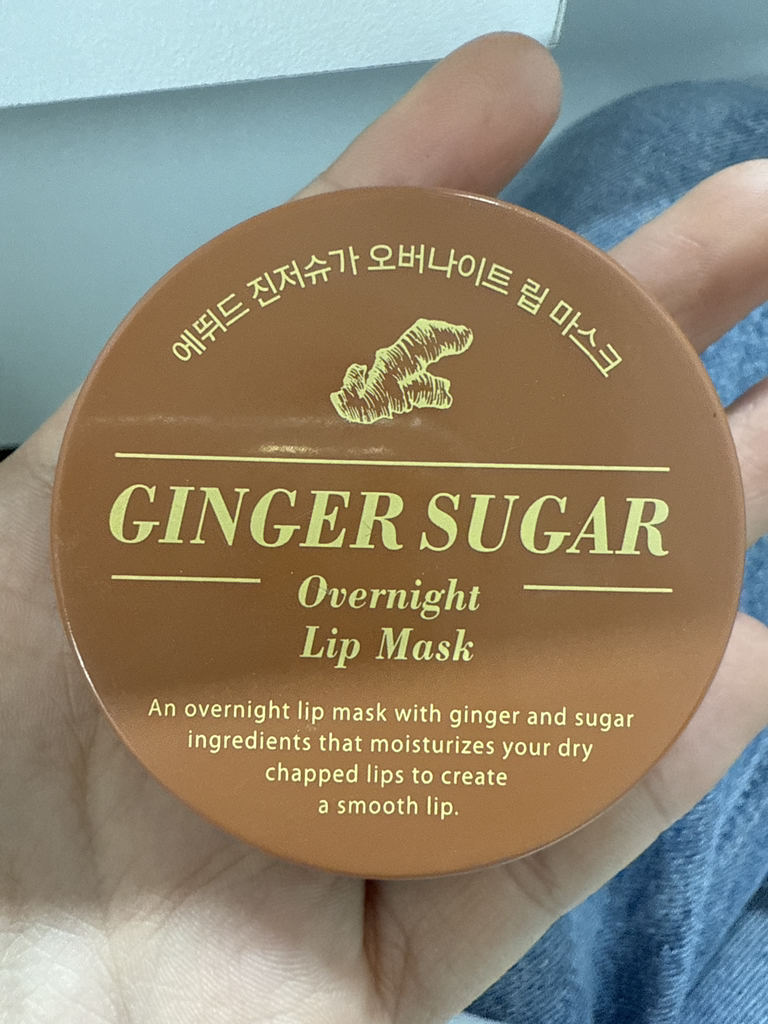 에뛰드 진저슈가 오버나이트 립 마스크
GINGER SUGAR
Overnight
Lip Mask
An overnight lip mask with ginger and sugar
ingredients that moisturizes your dry
chapped lips to create
a smooth lip.